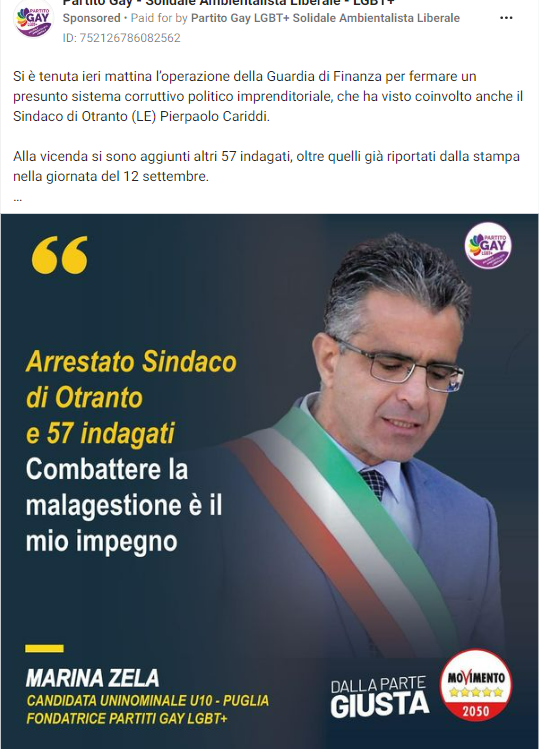 Partito Gay - Solidale Ambientalista Liberale - LGBT+
Sponsored • Paid for by Partito Gay LGBT+ Solidale Ambientalista Liberale
ID: 752126786082562
Si è tenuta ieri mattina l'operazione della Guardia di Finanza per fermare un
presunto sistema corruttivo politico imprenditoriale, che ha visto coinvolto anche il
Sindaco di Otranto (LE) Pierpaolo Cariddi.
Alla vicenda si sono aggiunti altri 57 indagati, oltre quelli già riportati dalla stampa
nella giornata del 12 settembre.
...
PARTITO
GAY
LGBT+
Arrestato Sindaco
di Otranto
e 57 indagati
Combattere la
malagestione è il
mio impegno
MARINA ZELA
CANDIDATA UNINOMINALE U10 - PUGLIA
FONDATRICE PARTITI GAY LGBT+
DALLA PARTE
GIUSTA
MOVIMENTO
2050